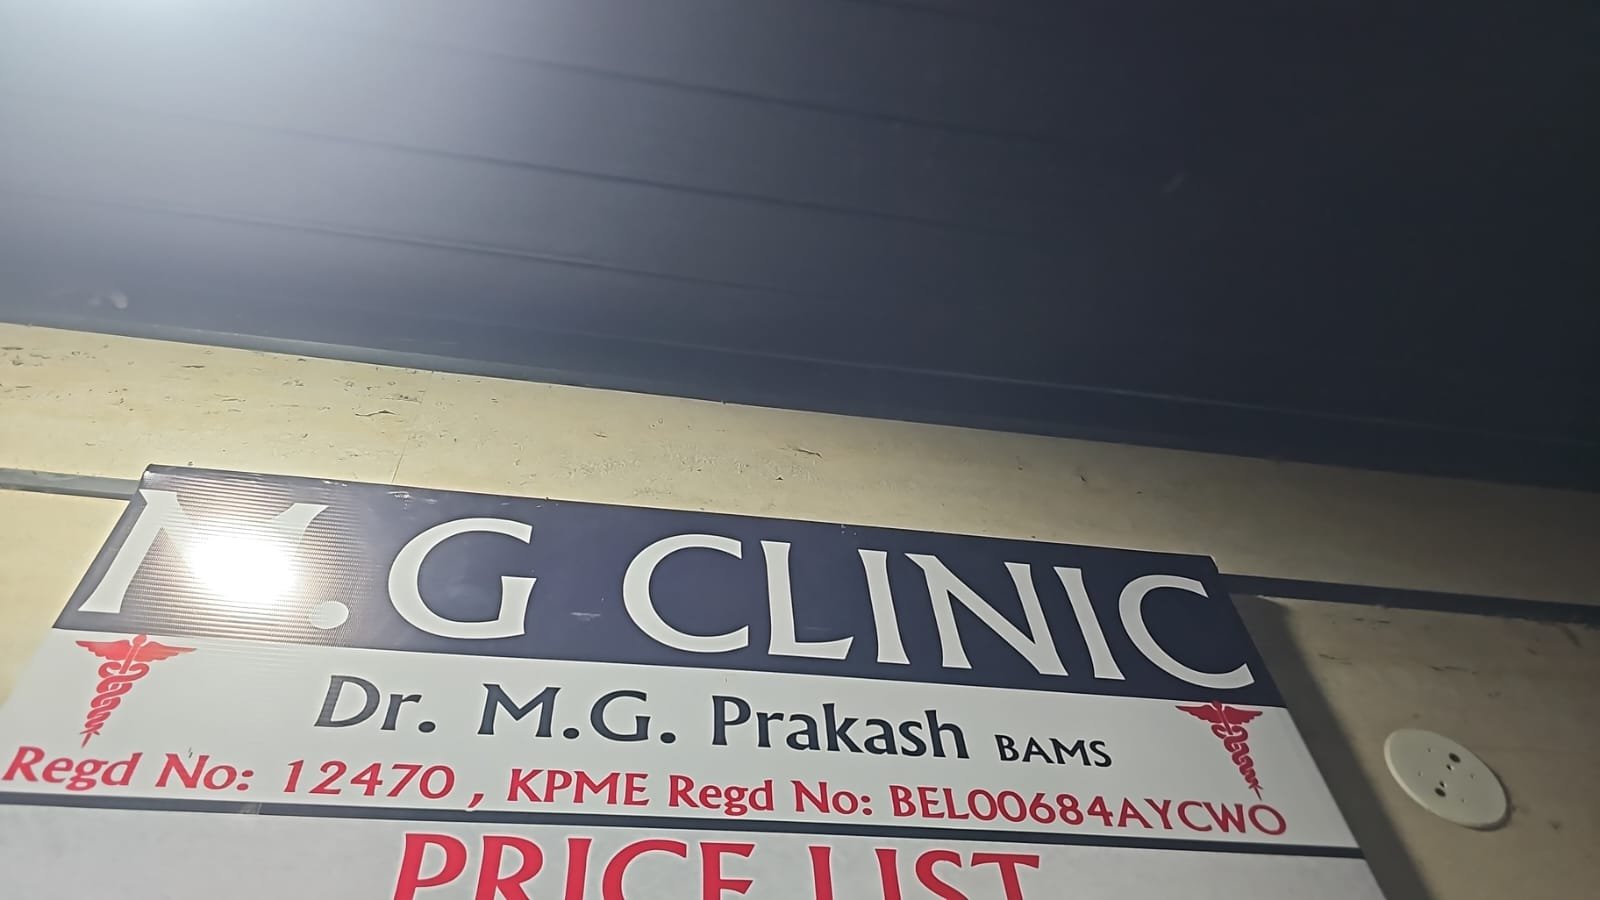 M.G CLINIC
Dr. M.G. Prakash BAMS
Regd No: 12470 , KPME Regd No: BEL00684AYCWO
PRICE LIST